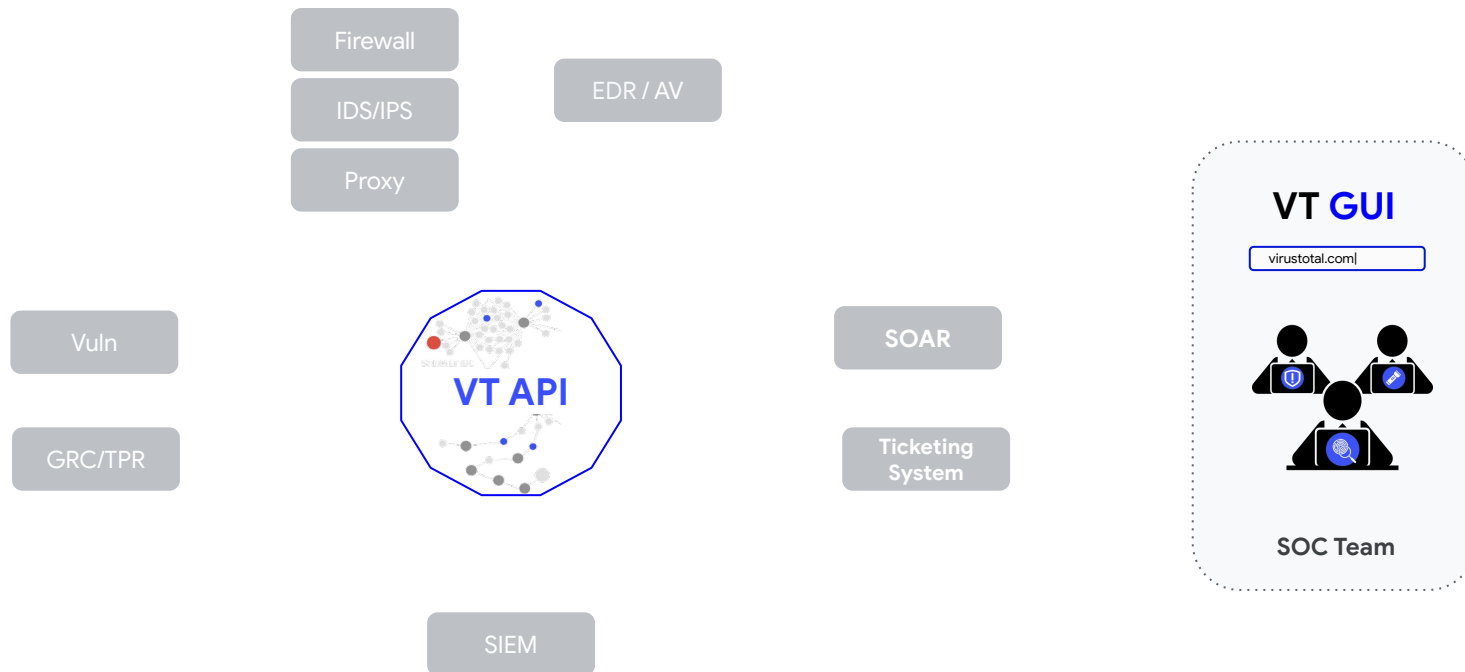 Firewall
IDS/IPS
Proxy
EDR / AV
VT GUI
virustotal.com|
Vuln
GRC/TPR
VT API
SOAR
Ticketing
System
SOC Team
SIEM